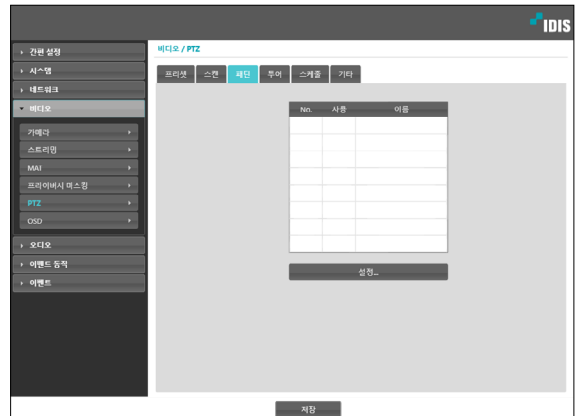 IDIS
간편 설정
시스템
네트워크
비디오
카메라
스트리밍
MAI
프라이버시 마스킹
PTZ
OSD
오디오
이벤트 동작
이벤트
비디오 / PTZ
프리셋 스캔 패턴 투어 스케줄 기타
No. 사용 이름
설정...
저장